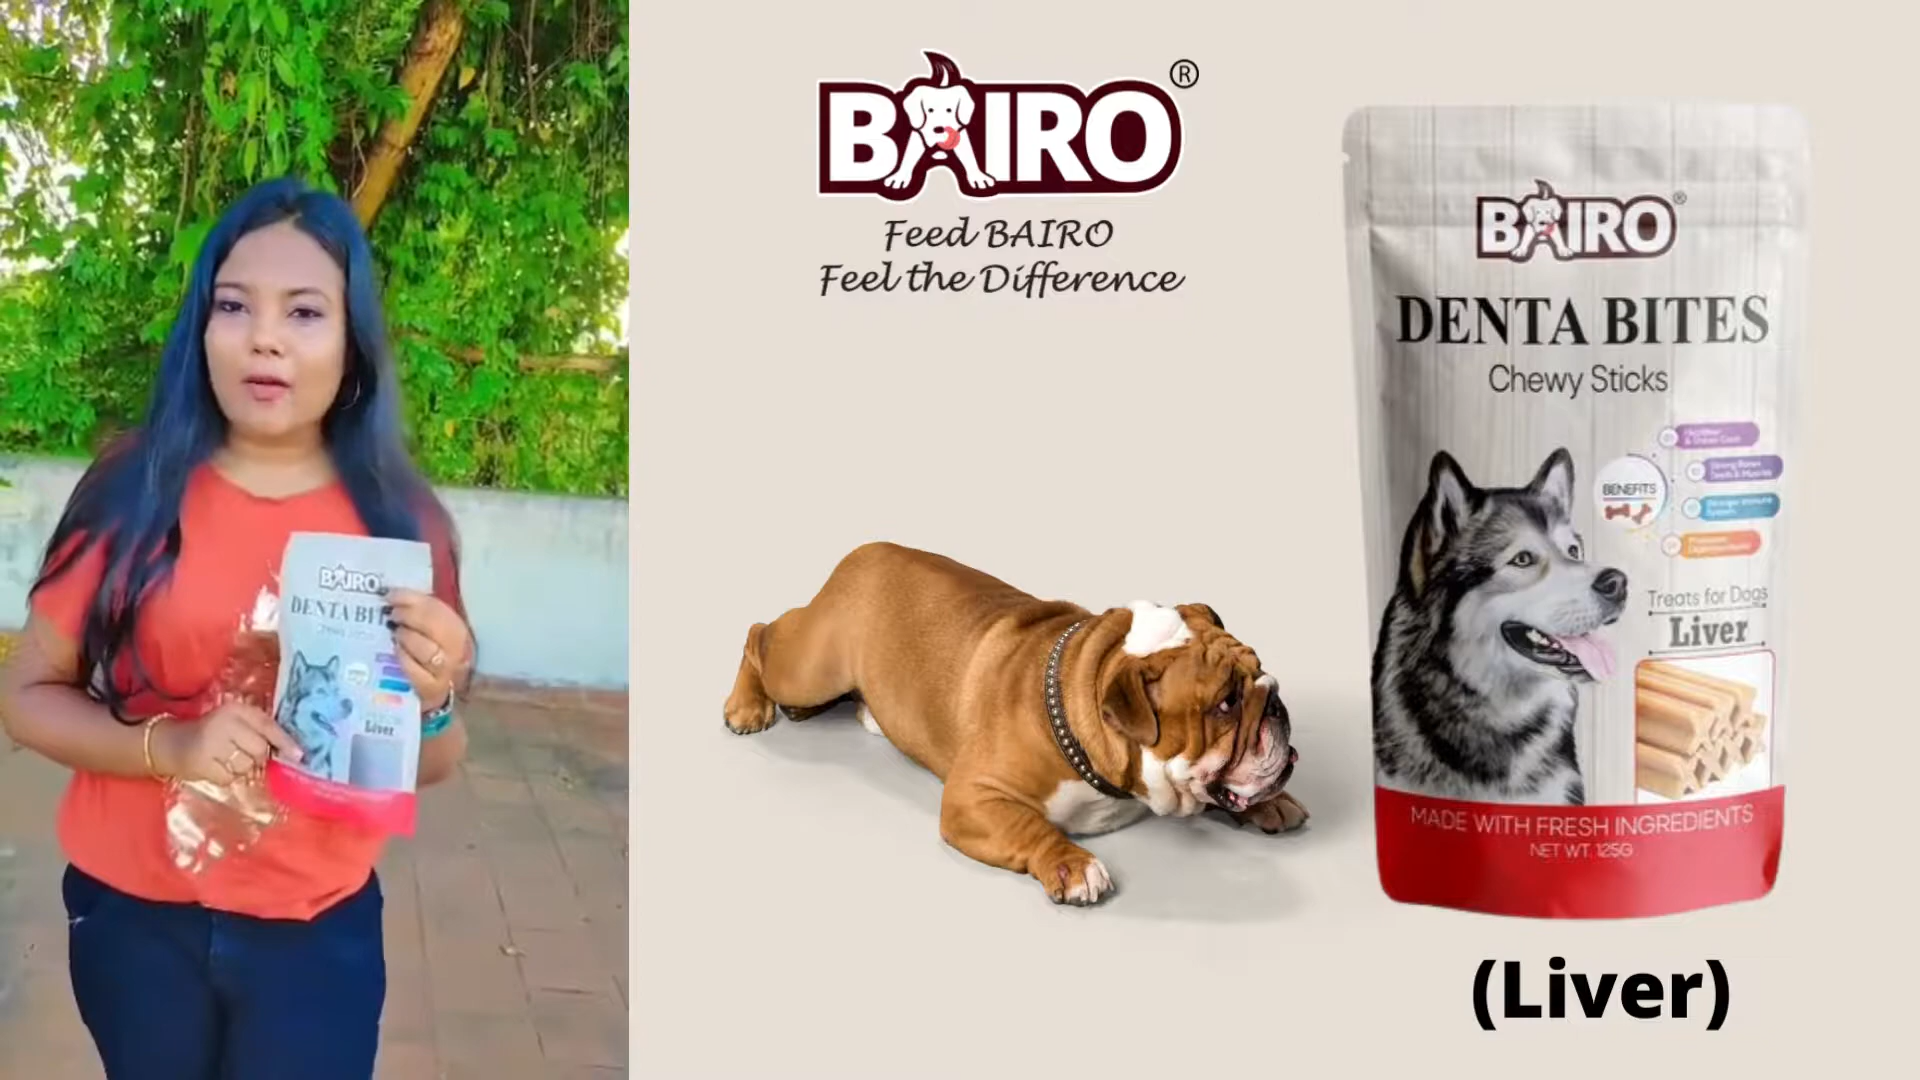 BAIRO®
Feed BAIRO
Feel the Difference
BAIRO®
DENTA BITES
Chewy Sticks
BENEFITS
Treats for Dogs
Liver
MADE WITH FRESH INGREDIENTS
NET WT. 125G
(Liver)
BAIRO
DENTA BIT
Liver